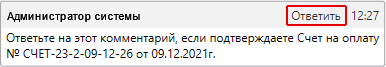 Администратор системы Ответить 12:27
Ответьте на этот комментарий, если подтверждаете Счет на оплату
№ СЧЕТ-23-2-09-12-26 от 09.12.2021г.